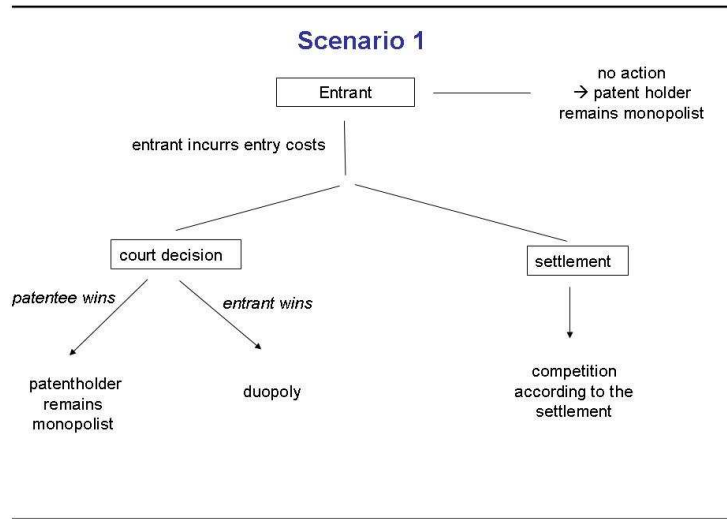 Scenario 1
Entrant
no action
→ patent holder
remains monopolist
entrant incurrs entry costs
court decision
settlement
patentee wins
entrant wins
patentholder
remains
monopolist
duopoly
competition
according to the
settlement